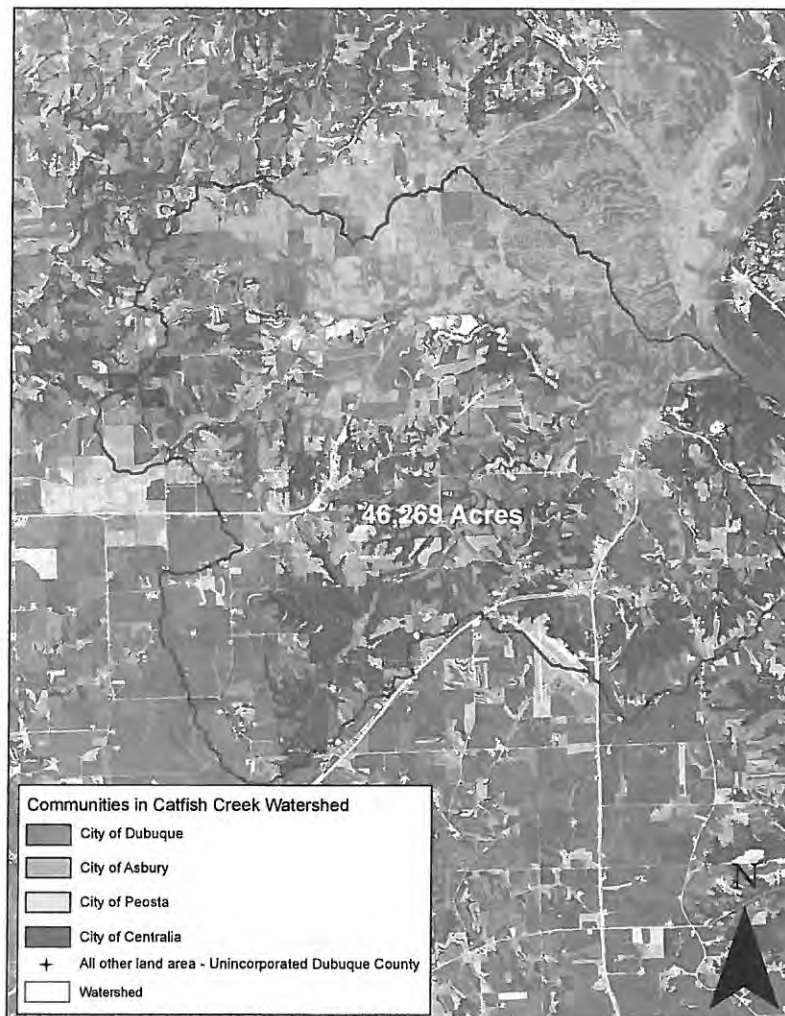 46,269 Acres
Communities in Catfish Creek Watershed
City of Dubuque
City of Asbury
City of Peosta
City of Centralia
All other land area - Unincorporated Dubuque County
Watershed
N